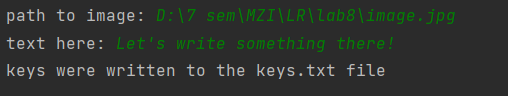 path to image: D:\7 sem\MZI\LR\lab8\image.jpg
text here: Let's write something there!
keys were written to the keys.txt file